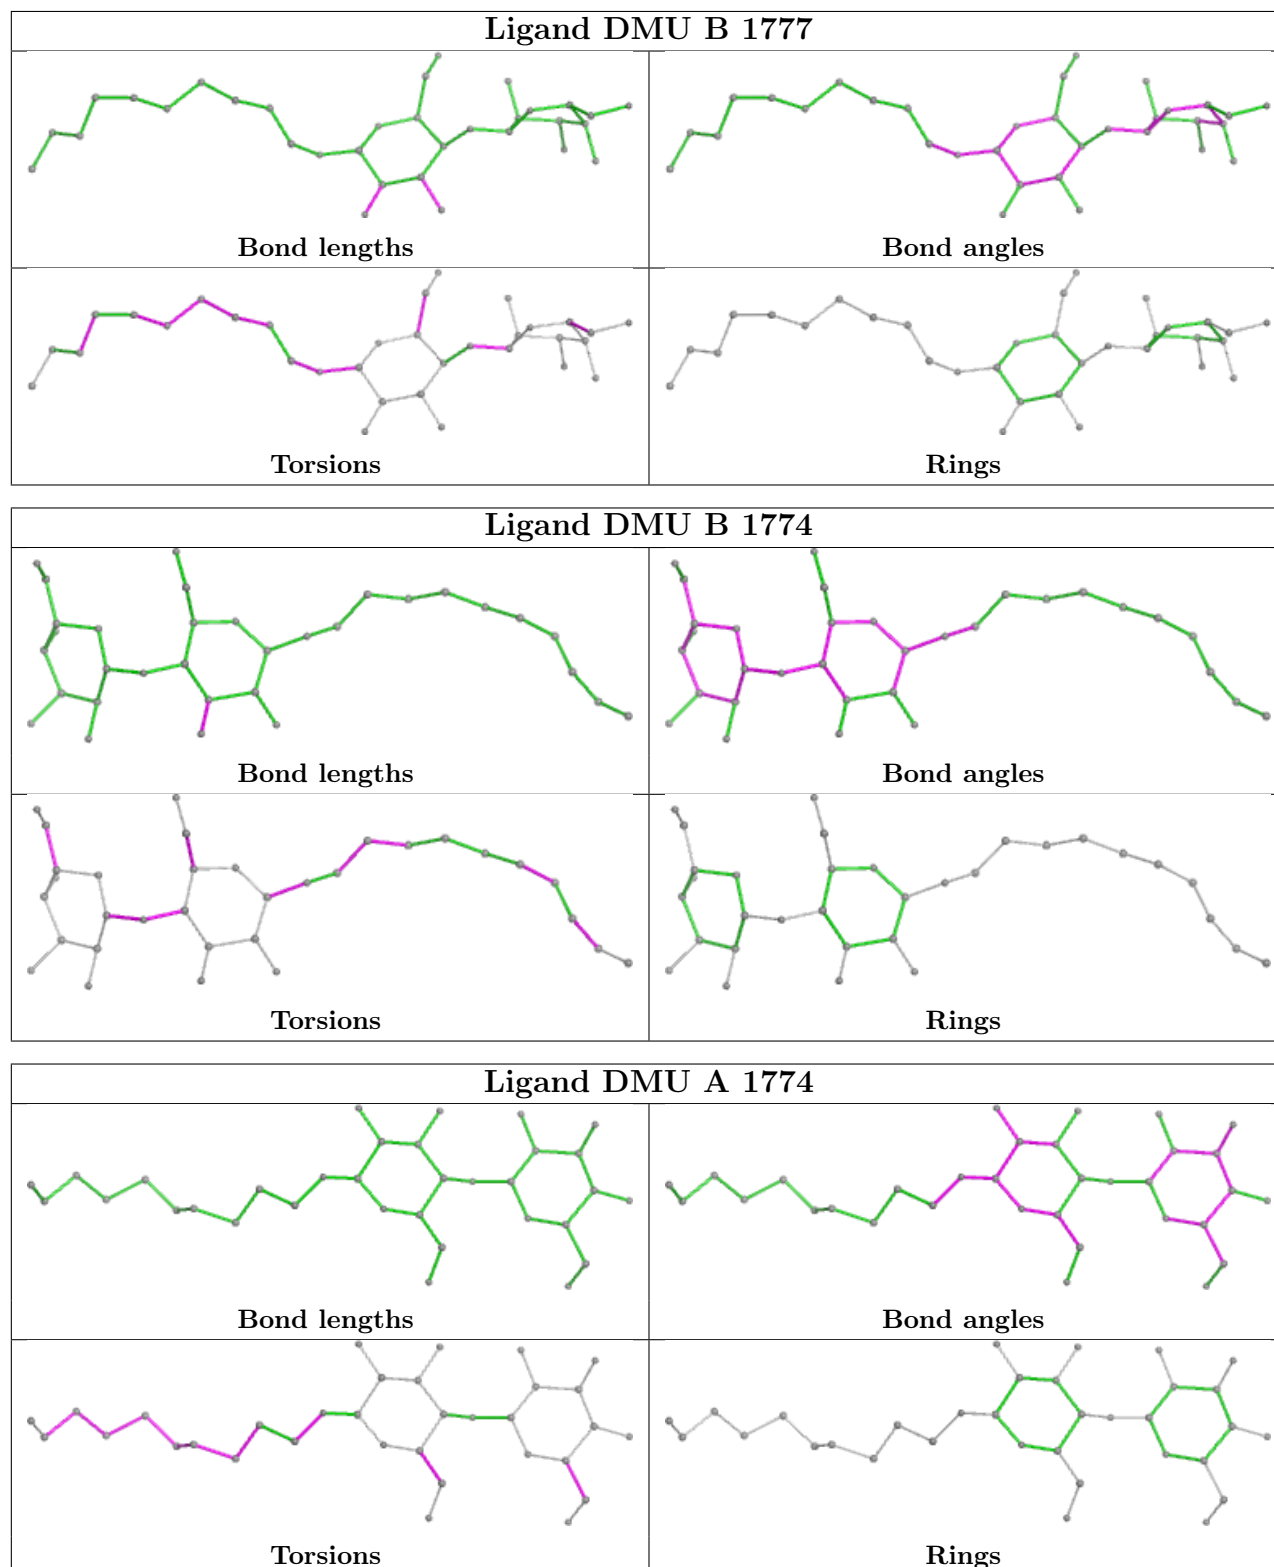 Ligand DMU B 1777
Bond lengths
Bond angles
Torsions
Rings
Ligand DMU B 1774
Bond lengths
Bond angles
Torsions
Rings
Ligand DMU A 1774
Bond lengths
Bond angles
Torsions
Rings